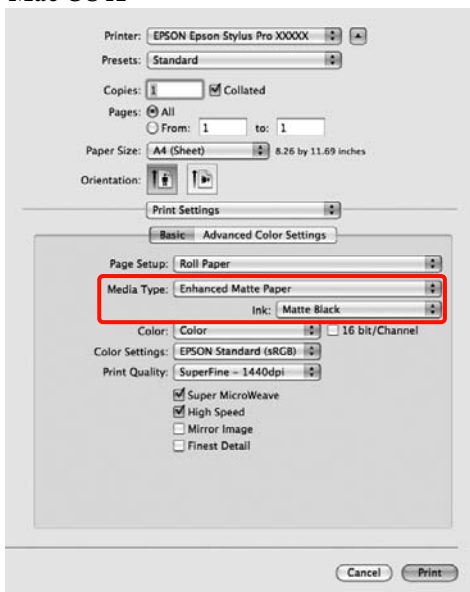 Printer: EPSON Epson Stylus Pro XXXXX
Presets: Standard
Copies: 1 Collated
Pages: All
From: 1 to: 1
Paper Size: A4 (Sheet) 8.26 by 11.69 inches
Orientation:
Print Settings
Basic Advanced Color Settings
Page Setup: Roll Paper
Media Type: Enhanced Matte Paper
Ink: Matte Black
Color: Color 16 bit/Channel
Color Settings: EPSON Standard (sRGB)
Print Quality: SuperFine - 1440dpi
Super MicroWeave
High Speed
Mirror Image
Finest Detail
Cancel Print